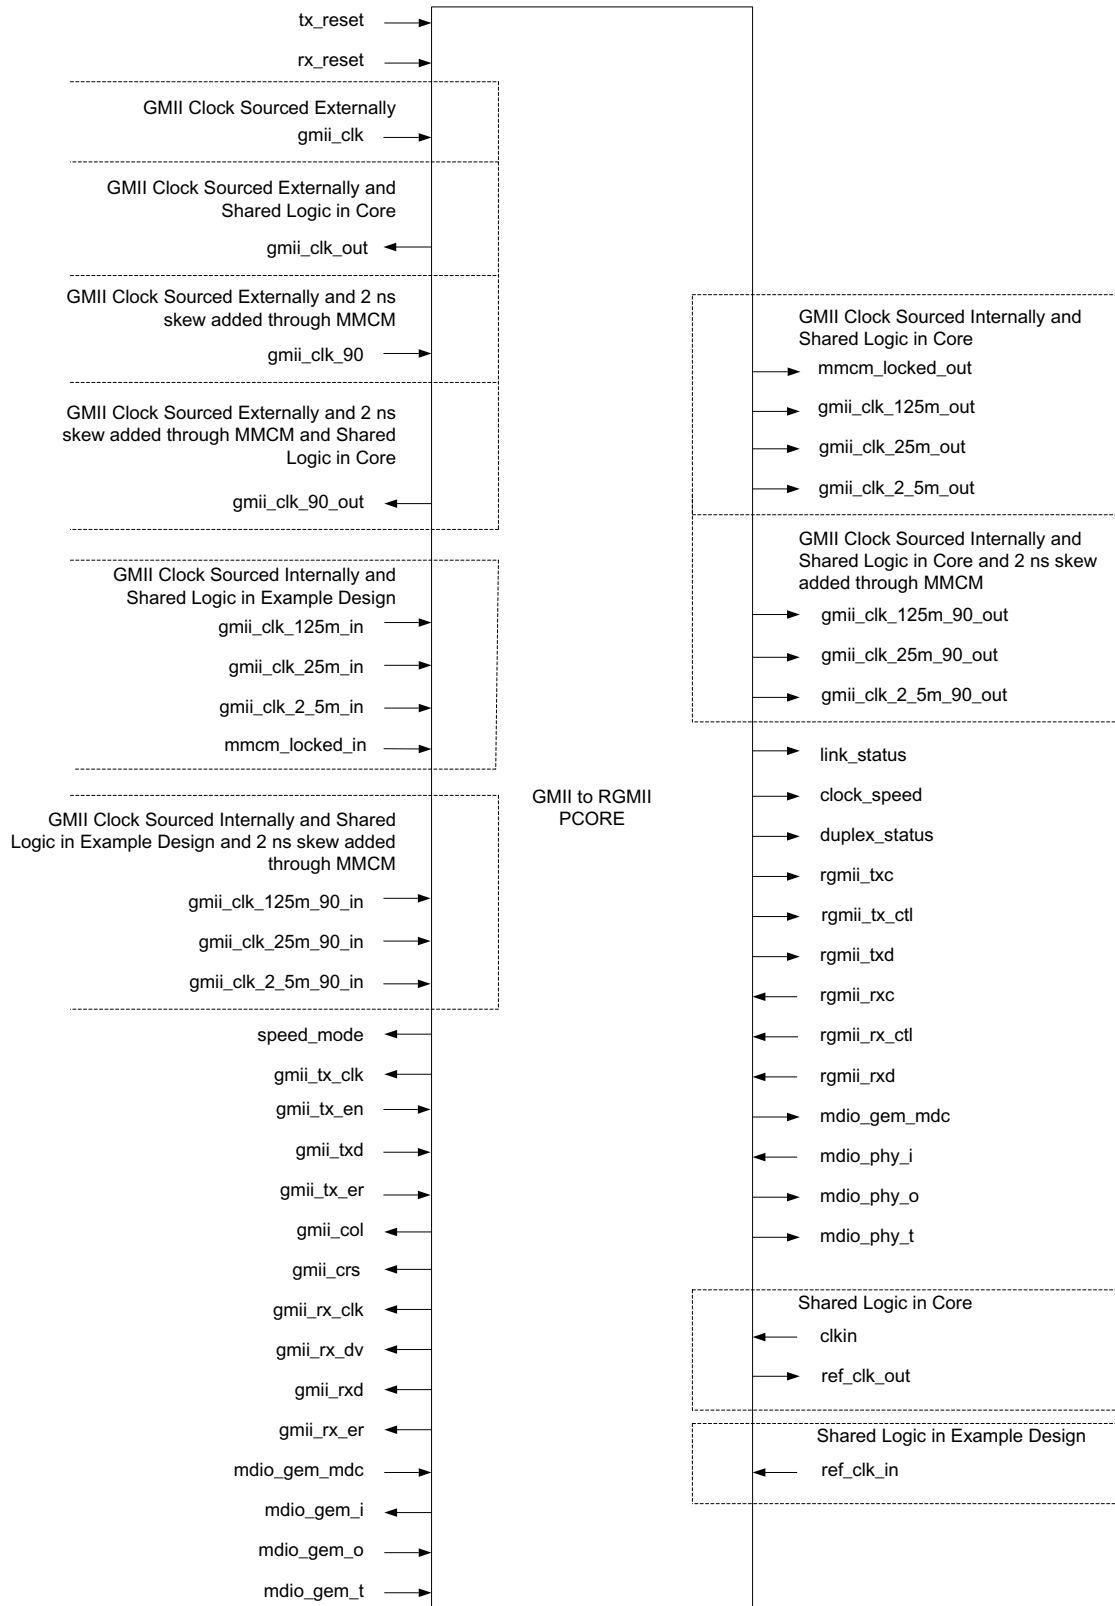 tx_reset
rx_reset
GMII Clock Sourced Externally
gmii_clk
GMII Clock Sourced Externally and
Shared Logic in Core
gmii_clk_out
GMII Clock Sourced Externally and 2 ns
skew added through MMCM
gmii_clk_90
GMII Clock Sourced Externally and 2 ns
skew added through MMCM and Shared
Logic in Core
gmii_clk_90_out
GMII Clock Sourced Internally and
Shared Logic in Example Design
gmii_clk_125m_in
gmii_clk_25m_in
gmii_clk_2_5m_in
mmcm_locked_in
GMII Clock Sourced Internally and Shared
Logic in Example Design and 2 ns skew added
through MMCM
gmii_clk_125m_90_in
gmii_clk_25m_90_in
gmii_clk_2_5m_90_in
speed_mode
gmii_tx_clk
gmii_tx_en
gmii_txd
gmii_tx_er
gmii_col
gmii_crs
gmii_rx_clk
gmii_rx_dv
gmii_rxd
gmii_rx_er
mdio_gem_mdc
mdio_gem_i
mdio_gem_o
mdio_gem_t
GMII to RGMII
PCORE
GMII Clock Sourced Internally and
Shared Logic in Core
mmcm_locked_out
gmii_clk_125m_out
gmii_clk_25m_out
gmii_clk_2_5m_out
GMII Clock Sourced Internally and
Shared Logic in Core and 2 ns skew
added through MMCM
gmii_clk_125m_90_out
gmii_clk_25m_90_out
gmii_clk_2_5m_90_out
link_status
clock_speed
duplex_status
rgmii_txc
rgmii_tx_ctl
rgmii_txd
rgmii_rxc
rgmii_rx_ctl
rgmii_rxd
mdio_gem_mdc
mdio_phy_i
mdio_phy_o
mdio_phy_t
Shared Logic in Core
clkin
ref_clk_out
Shared Logic in Example Design
ref_clk_in